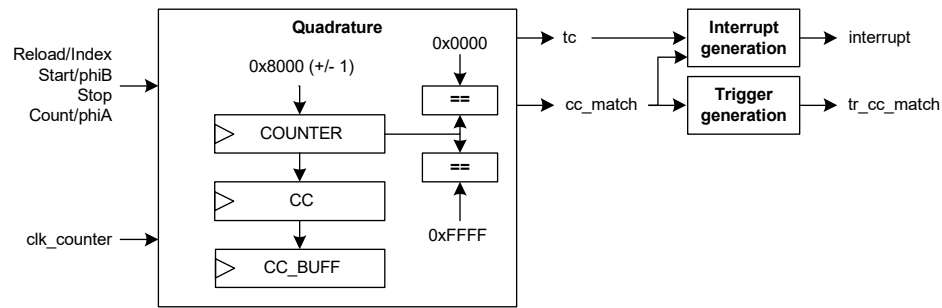 Quadrature
Reload/Index
Start/phiB
Stop
Count/phiA
clk_counter
0x8000 (+/- 1)
COUNTER
CC
CC_BUFF
0x0000
==
==
0xFFFF
tc
cc_match
Interrupt
generation
Trigger
generation
interrupt
tr_cc_match